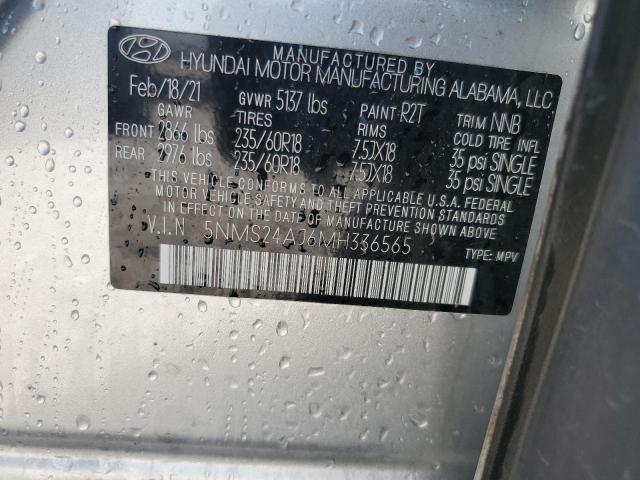 MANUFACTURED BY
HYUNDAI MOTOR MANUFACTURING ALABAMA, LLC
Feb/18/21 GVWR 5137 lbs PAINT R2T TRIM NNB
GAWR TIRES RIMS COLD TIRE INFL
FRONT 2866 lbs 235/60R18 7.5JX18 35 psi SINGLE
REAR 2976 lbs 235/60R18 7.5JX18 35 psi SINGLE
THIS VEHICLE CONFORMS TO ALL APPLICABLE U.S.A. FEDERAL
MOTOR VEHICLE SAFETY AND THEFT PREVENTION STANDARDS
IN EFFECT ON THE DATE OF MANUFACTURE SHOWN ABOVE.
V.I.N 5NMS24AJ6MH336565
TYPE: MPV